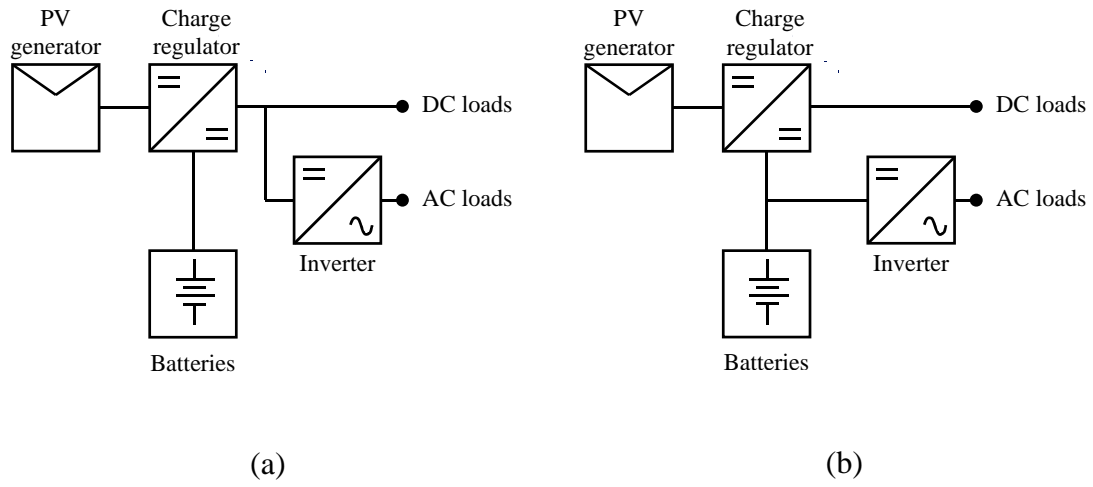 PV
generator
Charge
regulator
DC loads
AC loads
Inverter
Batteries
(a)
PV
generator
Charge
regulator
DC loads
AC loads
Inverter
Batteries
(b)